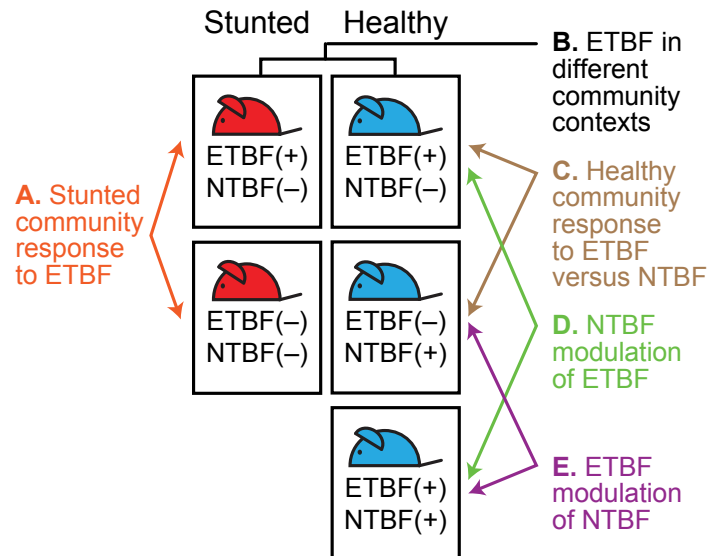 Stunted Healthy
B. ETBF in
different
community
contexts
ETBF(+)
NTBF(–)
ETBF(+)
NTBF(–)
A. Stunted
community
response
to ETBF
C. Healthy
community
response
to ETBF
versus NTBF
ETBF(–)
NTBF(–)
ETBF(–)
NTBF(+)
D. NTBF
modulation
of ETBF
ETBF(+)
NTBF(+)
E. ETBF
modulation
of NTBF